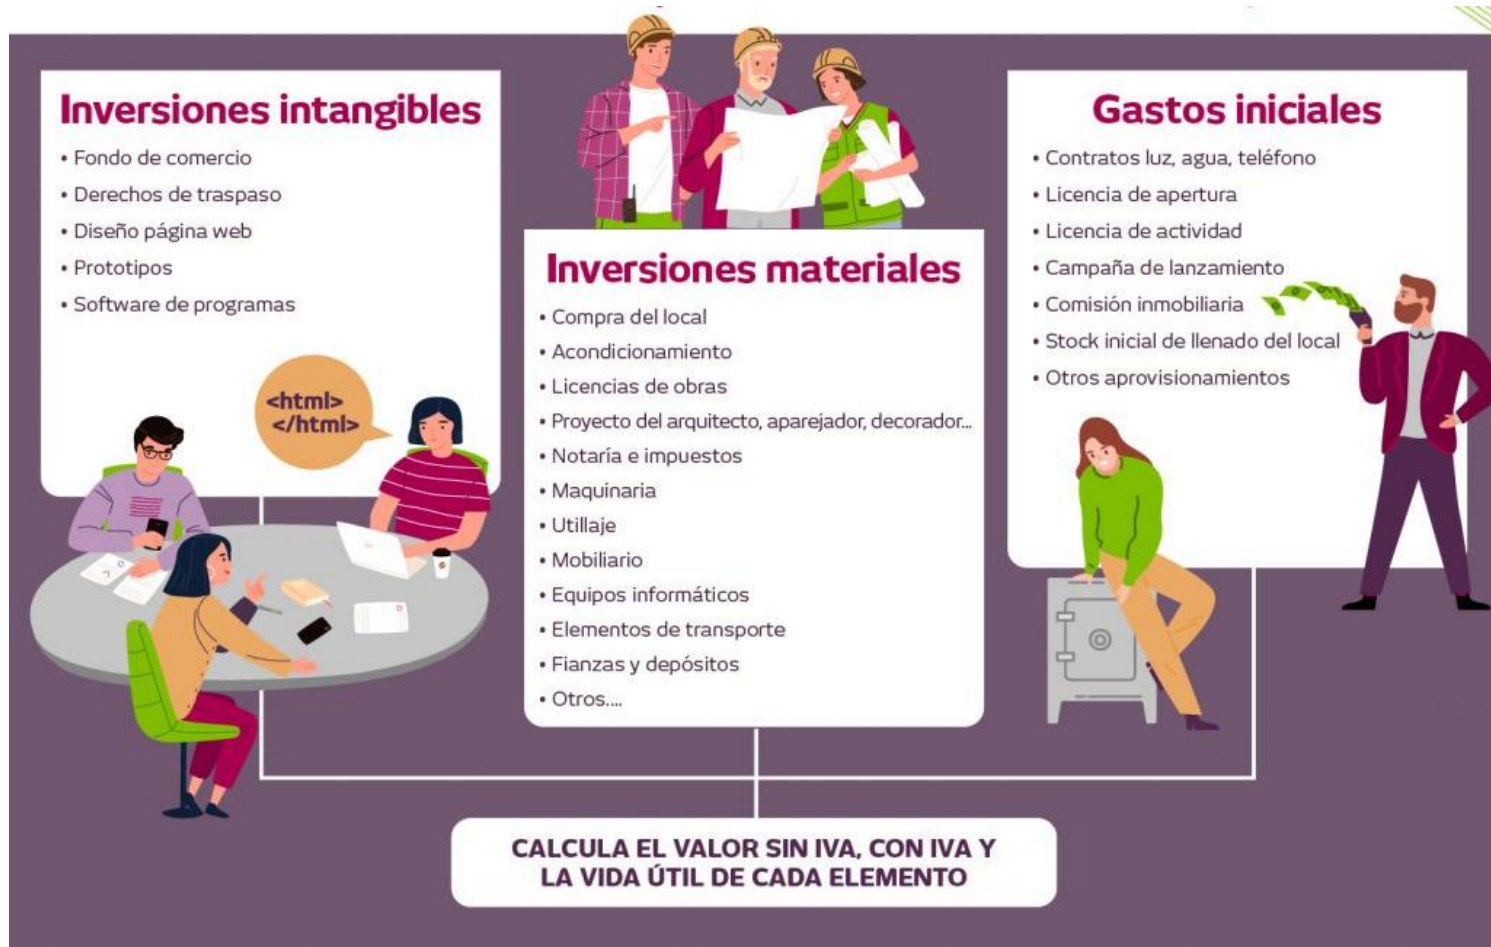 Inversiones intangibles
• Fondo de comercio
• Derechos de traspaso
• Diseño página web
• Prototipos
• Software de programas
<html>
</html>
Inversiones materiales
• Compra del local
• Acondicionamiento
• Licencias de obras
• Proyecto del arquitecto, aparejador, decorador...
• Notaría e impuestos
• Maquinaria
• Utillaje
• Mobiliario
• Equipos informáticos
• Elementos de transporte
• Fianzas y depósitos
• Otros....
Gastos iniciales
• Contratos luz, agua, teléfono
• Licencia de apertura
• Licencia de actividad
• Campaña de lanzamiento
• Comisión inmobiliaria
• Stock inicial de llenado del local
• Otros aprovisionamientos
CALCULA EL VALOR SIN IVA, CON IVA Y
LA VIDA ÚTIL DE CADA ELEMENTO